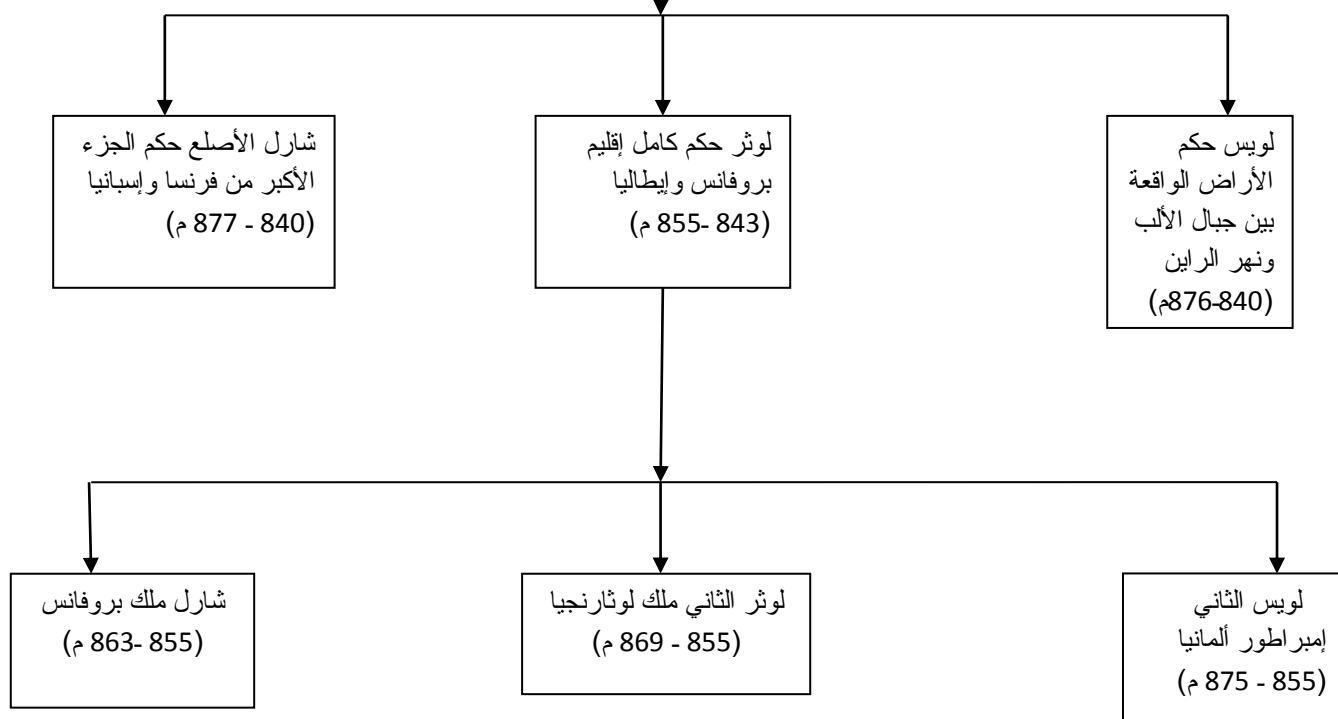 لويس حكم
الأراض الواقعة
بين جبال الألب
ونهر الراين
(840-876م)
لوثر حكم كامل إقليم
بروفانس وإيطاليا
(843- 855 م)
شارل الأصلع حكم الجزء
الأكبر من فرنسا وإسبانيا
(840 - 877 م)
لويس الثاني
إمبراطور ألمانيا
(855 - 875 م)
لوثر الثاني ملك لوثارنجيا
(855 - 869 م)
شارل ملك بروفانس
(855- 863 م)